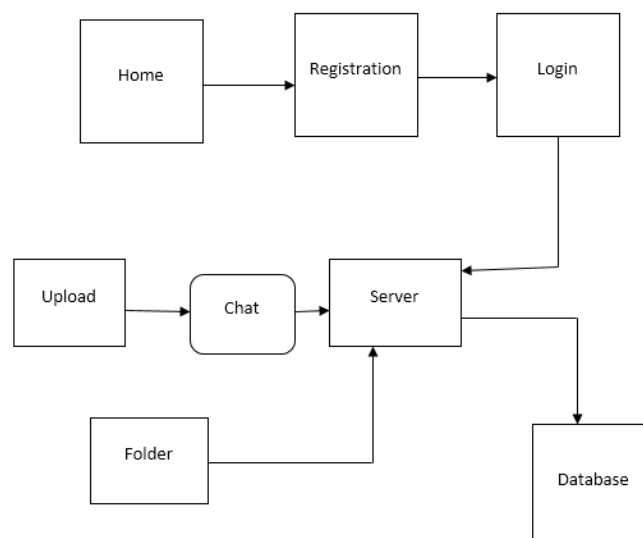 Home
Registration
Login
Upload
Chat
Server
Folder
Database